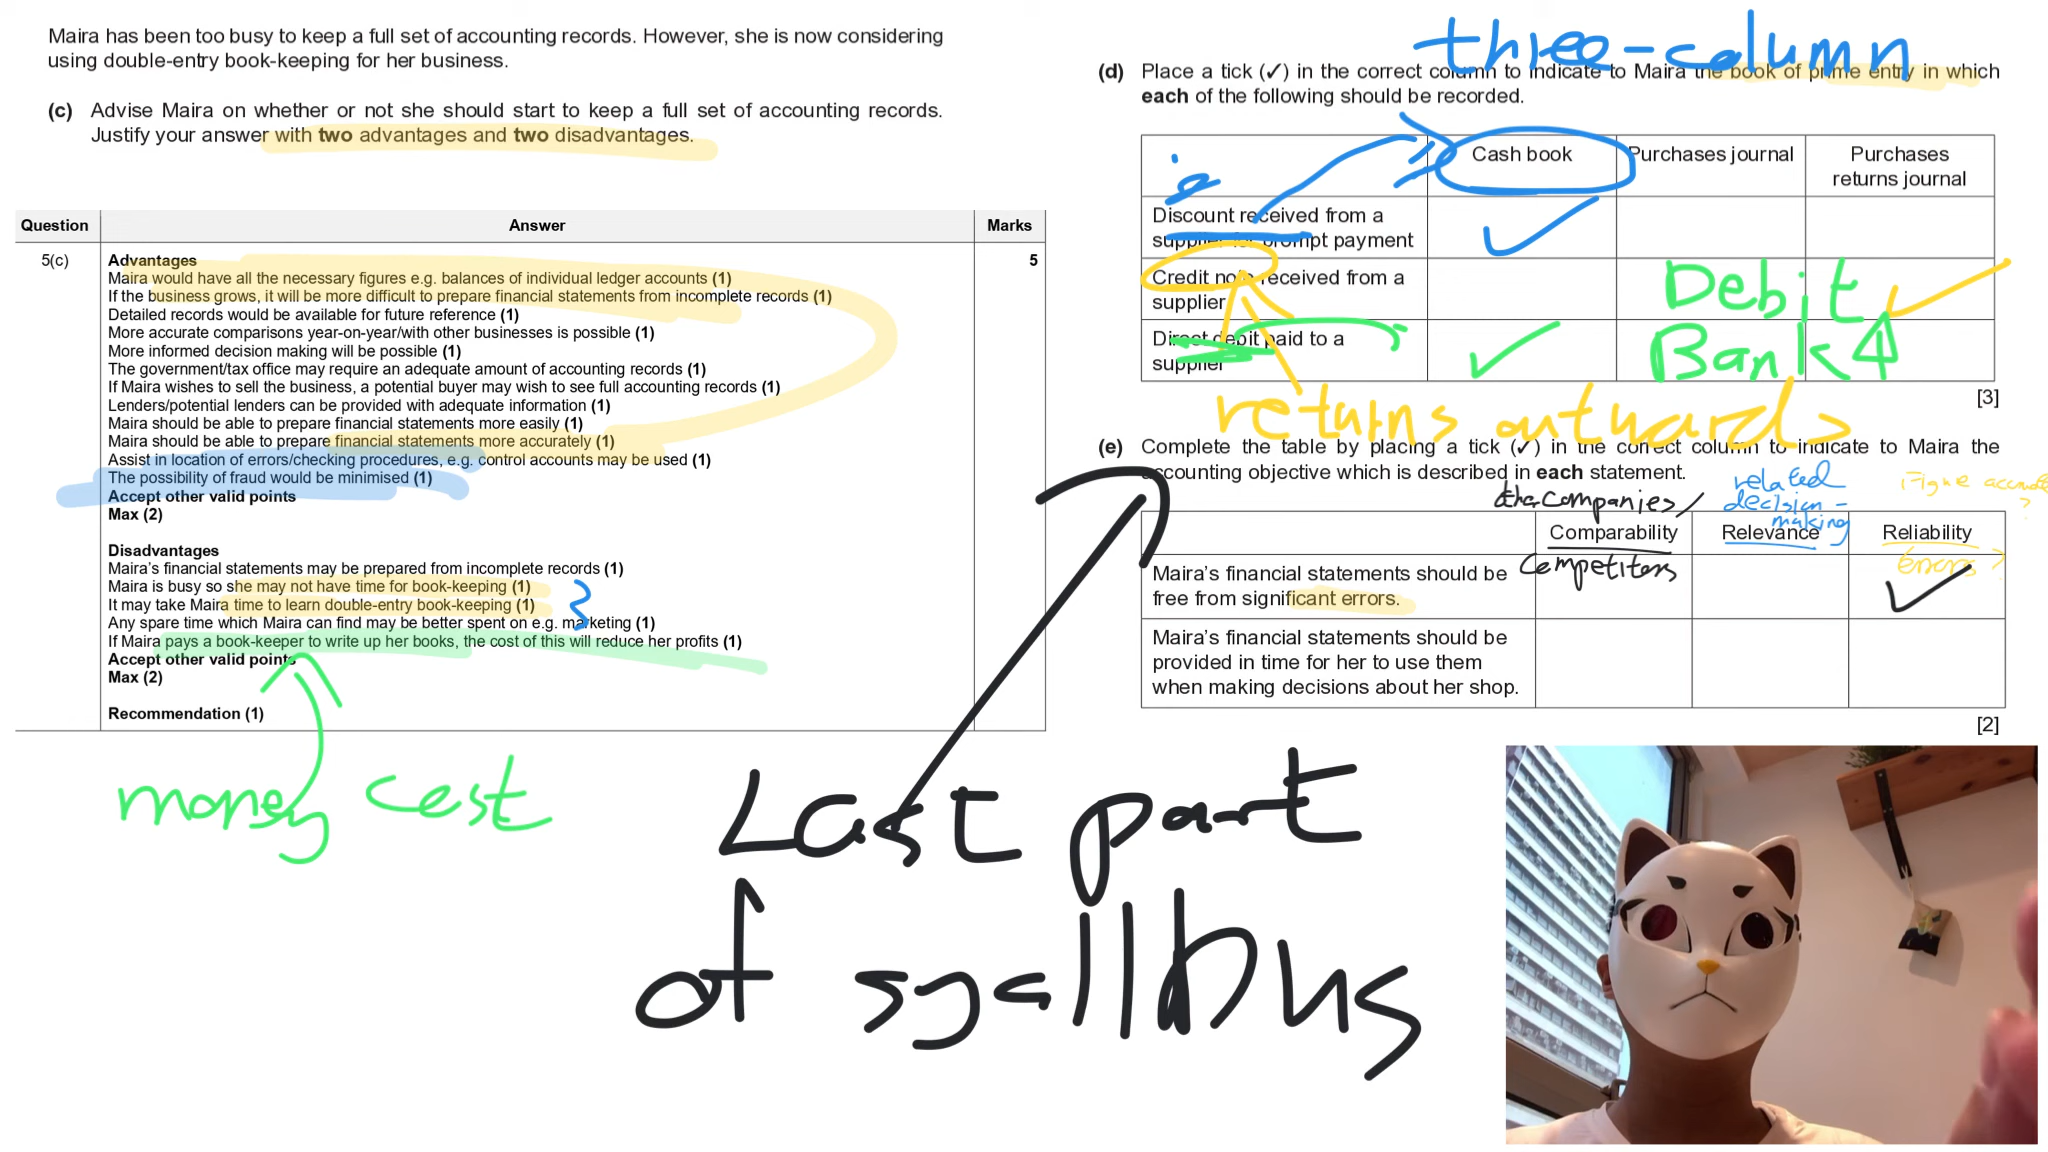 Maira has been too busy to keep a full set of accounting records. However, she is now considering
using double-entry book-keeping for her business.
(c) Advise Maira on whether or not she should start to keep a full set of accounting records.
Justify your answer with two advantages and two disadvantages.
Question Answer Marks
5(c) Advantages 5
Maira would have all the necessary figures e.g. balances of individual ledger accounts (1)
If the business grows, it will be more difficult to prepare financial statements from incomplete records (1)
Detailed records would be available for future reference (1)
More accurate comparisons year-on-year/with other businesses is possible (1)
More informed decision making will be possible (1)
The government/tax office may require an adequate amount of accounting records (1)
If Maira wishes to sell the business, a potential buyer may wish to see full accounting records (1)
Lenders/potential lenders can be provided with adequate information (1)
Maira should be able to prepare financial statements more easily (1)
Maira should be able to prepare financial statements more accurately (1)
Assist in location of errors/checking procedures, e.g. control accounts may be used (1)
The possibility of fraud would be minimised (1)
Accept other valid points
Max (2)
Disadvantages
Maira's financial statements may be prepared from incomplete records (1)
Maira is busy so she may not have time for book-keeping (1)
It may take Maira time to learn double-entry book-keeping (1)
Any spare time which Maira can find may be better spent on e.g. marketing (1)
If Maira pays a book-keeper to write up her books, the cost of this will reduce her profits (1)
Accept other valid points
Max (2)
Recommendation (1)
money cost
Last part
of syallbus
three-column
(d) Place a tick (✓) in the correct column to indicate to Maira the book of prime entry in which
each of the following should be recorded.
Cash book Purchases journal Purchases
returns journal
Discount received from a
supplier for prompt payment
Credit note received from a
supplier
Debit
Direct debit paid to a
supplier
Bank
[3]
returns outwards
(e) Complete the table by placing a tick (✓) in the correct column to indicate to Maira the
accounting objective which is described in each statement.
companies/
related
decision-
making
Figure
?
Comparability Relevance Reliability
Competitors
errors?
Maira's financial statements should be
free from significant errors.
Maira's financial statements should be
provided in time for her to use them
when making decisions about her shop.
[2]